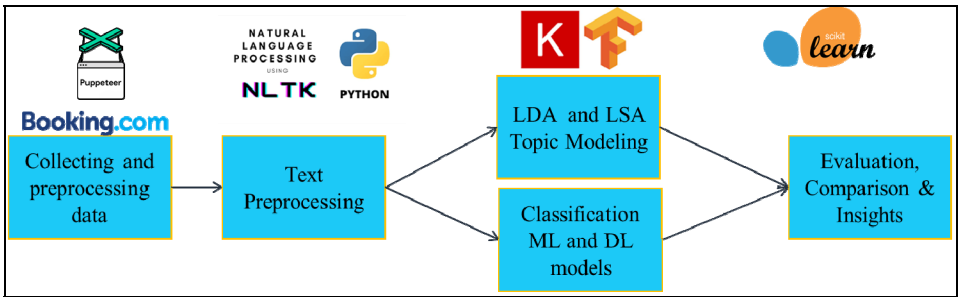 Puppeteer
Booking.com
Collecting and
preprocessing
data
NATURAL
LANGUAGE
PROCESSING
USING
NLTK
PYTHON
Text
Preprocessing
K
LDA and LSA
Topic Modeling
Classification
ML and DL
models
scikit
learn
Evaluation,
Comparison &
Insights